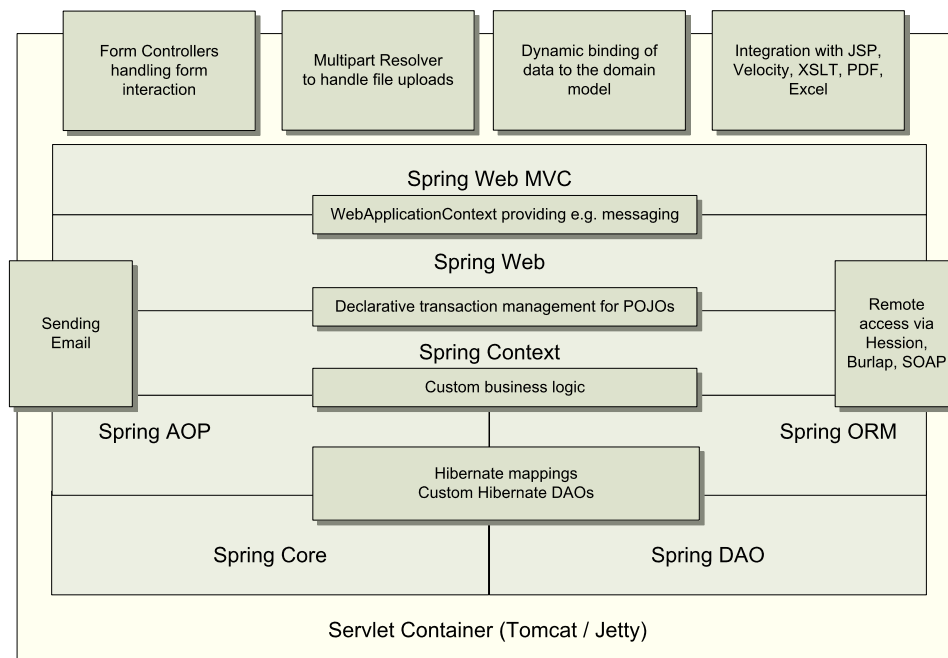 Form Controllers
handling form
interaction
Multipart Resolver
to handle file uploads
Dynamic binding of
data to the domain
model
Integration with JSP,
Velocity, XSLT, PDF,
Excel
Spring Web MVC
WebApplicationContext providing e.g. messaging
Spring Web
Sending
Email
Declarative transaction management for POJOs
Remote
access via
Hession,
Burlap, SOAP
Spring Context
Custom business logic
Spring AOP
Spring ORM
Hibernate mappings
Custom Hibernate DAOs
Spring Core
Spring DAO
Servlet Container (Tomcat / Jetty)